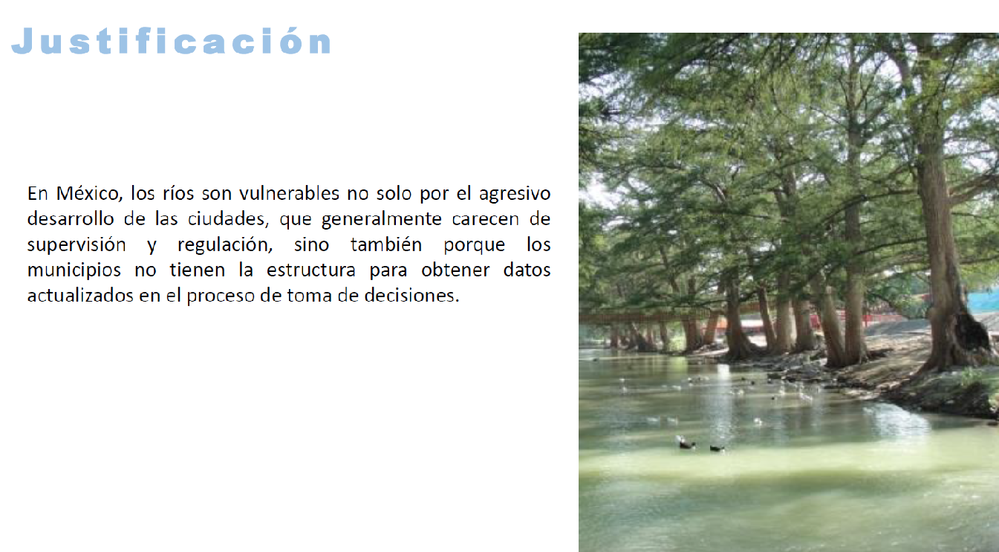 Justificación
En México, los ríos son vulnerables no solo por el agresivo
desarrollo de las ciudades, que generalmente carecen de
supervisión y regulación, sino también porque los
municipios no tienen la estructura para obtener datos
actualizados en el proceso de toma de decisiones.